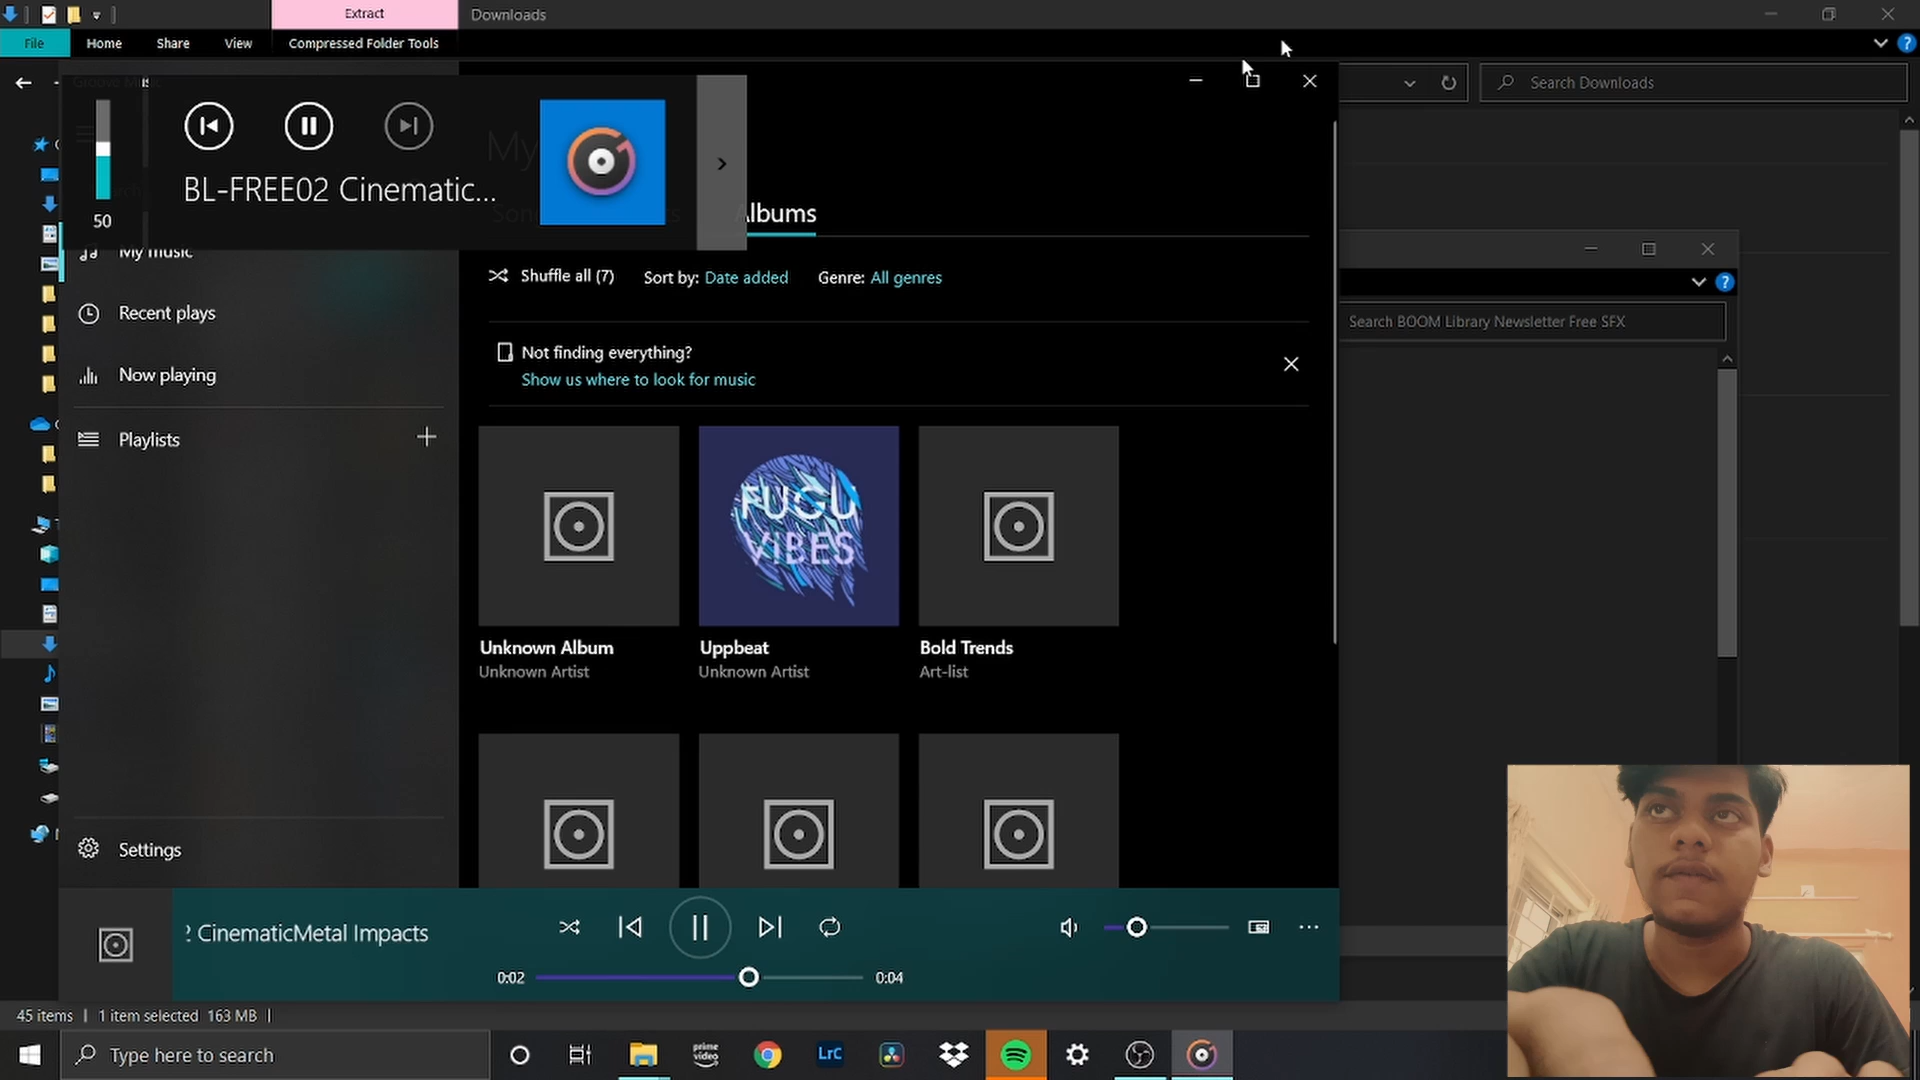 Extract
Downloads
File
Home
Share
View
Compressed Folder Tools
Search Downloads
BL-FREE02 Cinematic...
50
Albums
My music
Shuffle all (7)
Sort by: Date added
Genre: All genres
Recent plays
Search BOOM Library Newsletter Free SFX
Not finding everything?
Show us where to look for music
Now playing
Playlists
FUGU
VIBES
Unknown Album
Unknown Artist
Uppbeat
Unknown Artist
Bold Trends
Art-list
Settings
CinematicMetal Impacts
0:02
0:04
45 items
1 item selected 163 MB
Type here to search
prime
video
LrC